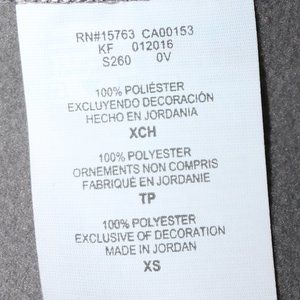 RN#15763 CA00153
KF 012016
S260 0V
100% POLIÉSTER
EXCLUYENDO DECORACIÓN
HECHO EN JORDANIA
XCH
100% POLYESTER
ORNEMENTS NON COMPRIS
FABRIQUÉ EN JORDANIE
TP
100% POLYESTER
EXCLUSIVE OF DECORATION
MADE IN JORDAN
XS